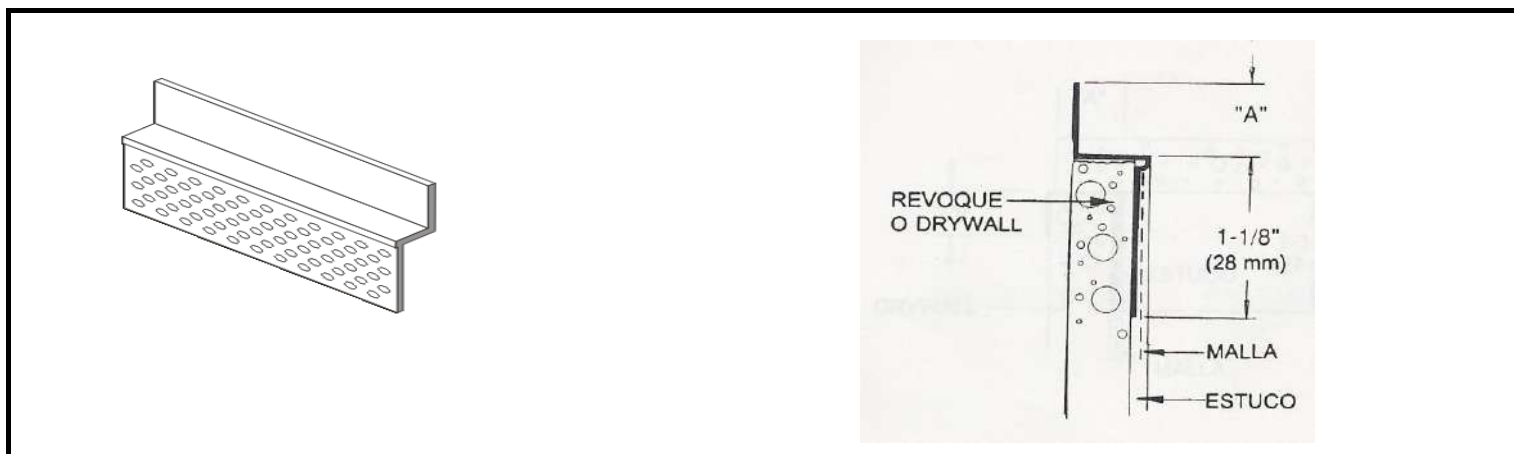 "A"
REVOQUE
O DRYWALL
1-1/8"
(28 mm)
MALLA
ESTUCO